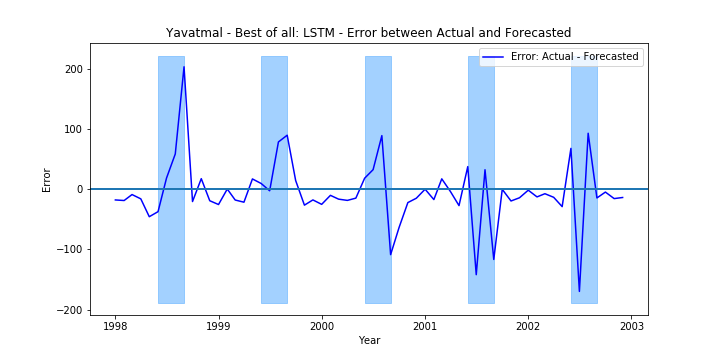 Yavatmal - Best of all: LSTM - Error between Actual and Forecasted
Error: Actual - Forecasted
200
100
0
−100
−200
Error
1998
1999
2000
2001
2002
2003
Year